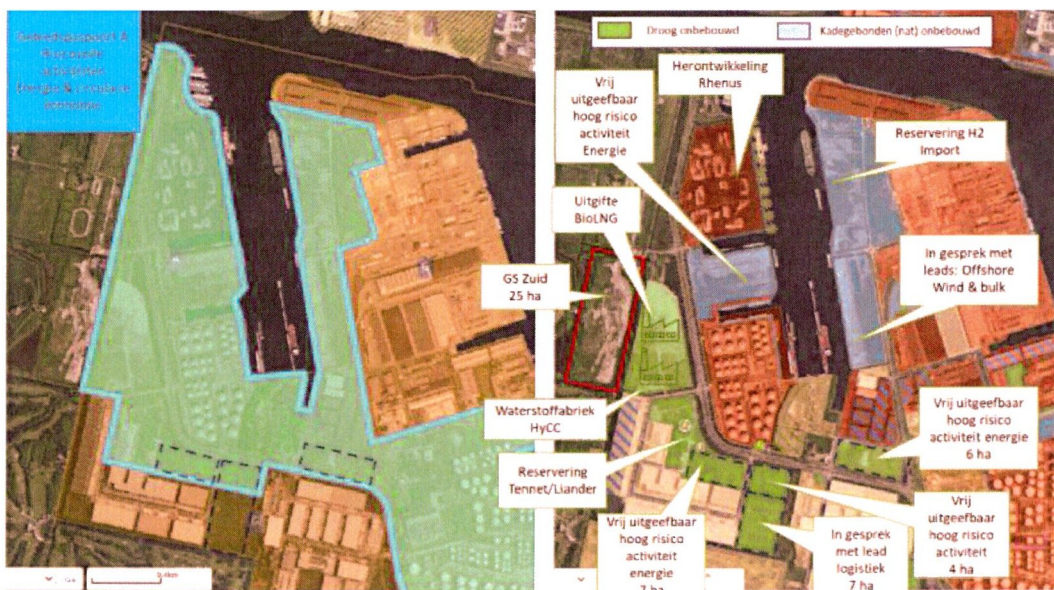 Droog onbebouwd
Kadegebonden (nat) onbebouwd
Herontwikkeling
Rhenus
Vrij
uitgeefbaar
hoog risico
activiteit
Energie
Reservering H2
Import
Uitgifte
BioLNG
In gesprek met
leads: Offshore
Wind & bulk
GS Zuid
25 ha
Waterstoffabriek
HyCC
Reservering
Tennet/Liander
Vrij uitgeefbaar
hoog risico
activiteit energie
6 ha
Vrij uitgeefbaar
hoog risico
activiteit
energie
Vrij
uitgeefbaar
hoog risico
activiteit
4 ha
In gesprek
met lead
logistiek
7 ha